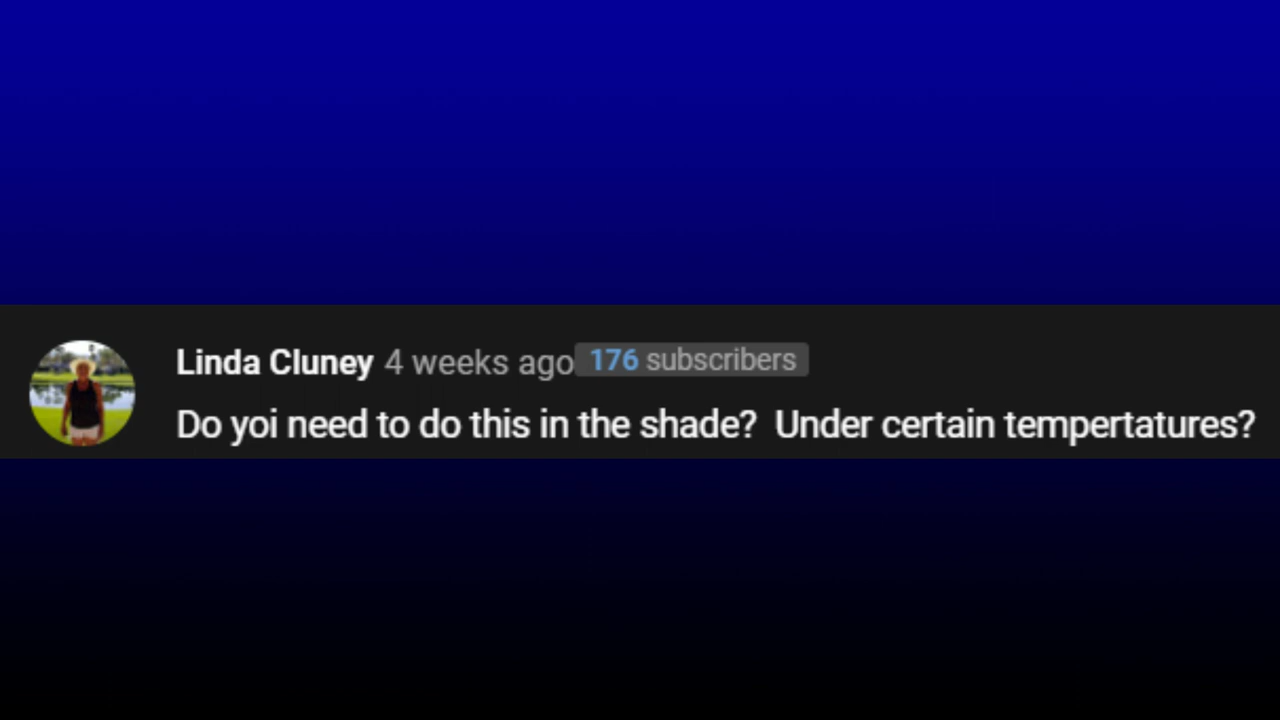 Linda Cluney 4 weeks ago 176 subscribers
Do yoi need to do this in the shade?  Under certain tempertatures?